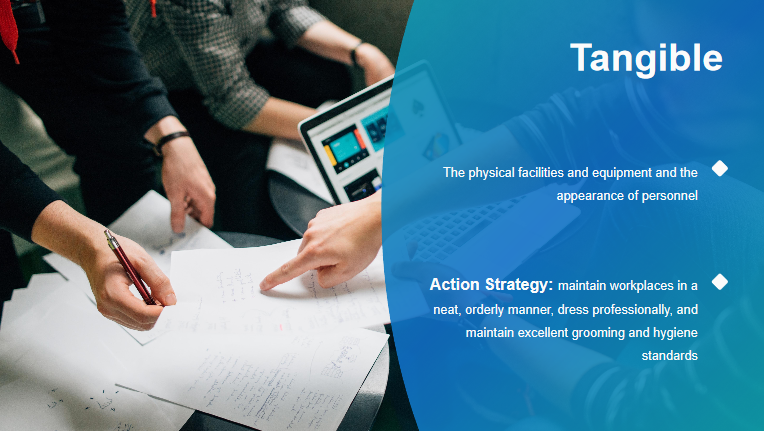 Tangible
The physical facilities and equipment and the
appearance of personnel
Action Strategy: maintain workplaces in a
neat, orderly manner, dress professionally, and
maintain excellent grooming and hygiene
standards